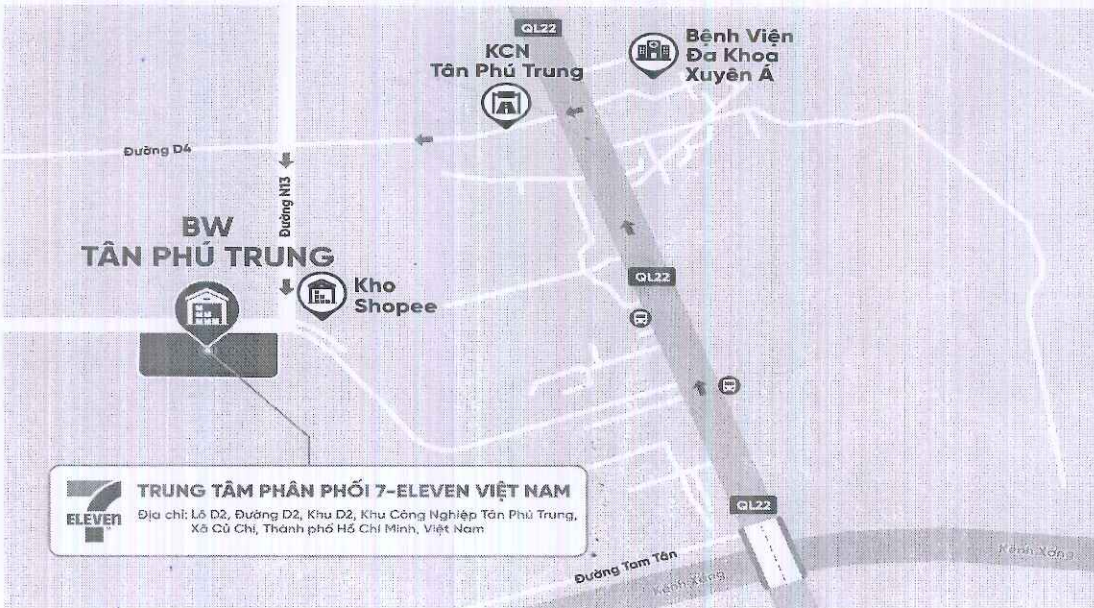 QL22
KCN
Tân Phú Trung
Bệnh Viện
Đa Khoa
Xuyên Á
Đường D4
Đường N13
BW
TÂN PHÚ TRUNG
Kho
Shopee
QL22
7
ELEVEN
TRUNG TÂM PHÂN PHỐI 7-ELEVEN VIỆT NAM
Địa chỉ: Lô D2, Đường D2, Khu D2, Khu Công Nghiệp Tân Phú Trung,
Xã Củ Chi, Thành phố Hồ Chí Minh, Việt Nam
QL22
Đường Tam Tân
Kênh Xáng
Kênh Xáng